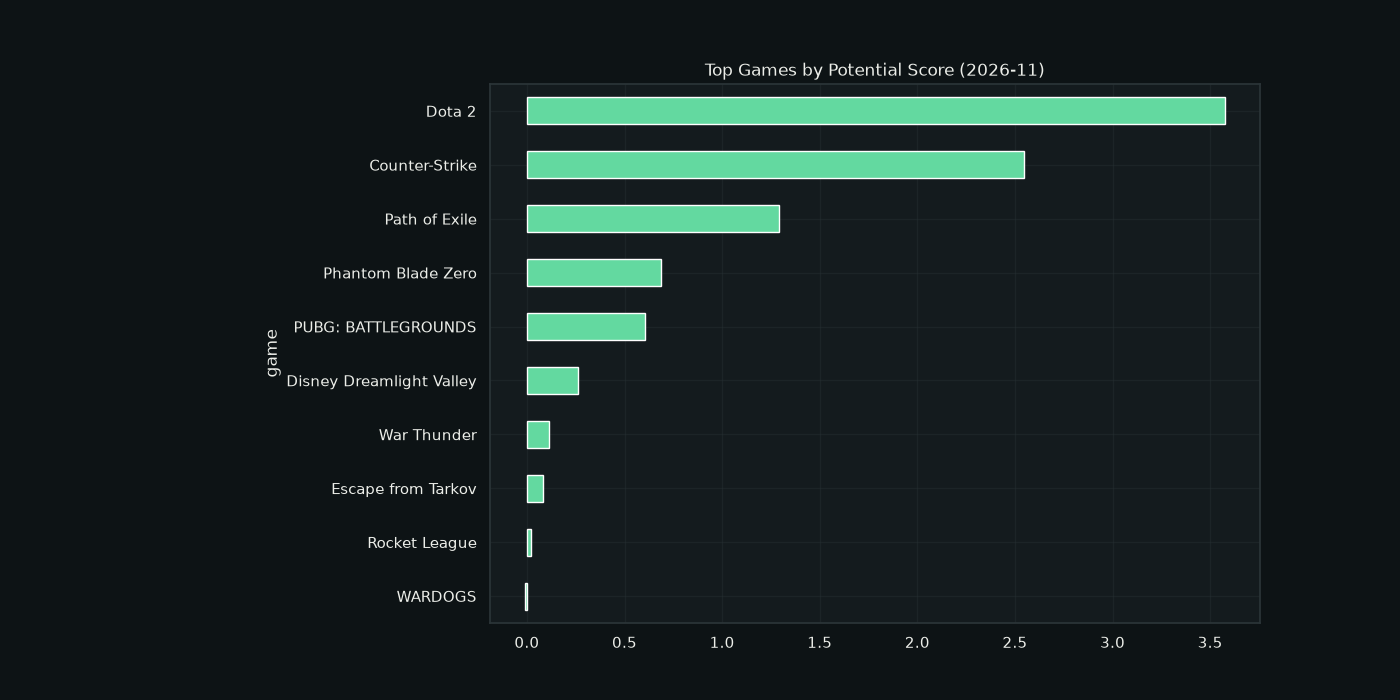 Top Games by Potential Score (2026-11)
Dota 2
Counter-Strike
Path of Exile
Phantom Blade Zero
PUBG: BATTLEGROUNDS
game
Disney Dreamlight Valley
War Thunder
Escape from Tarkov
Rocket League
WARDOGS
0.0 0.5 1.0 1.5 2.0 2.5 3.0 3.5